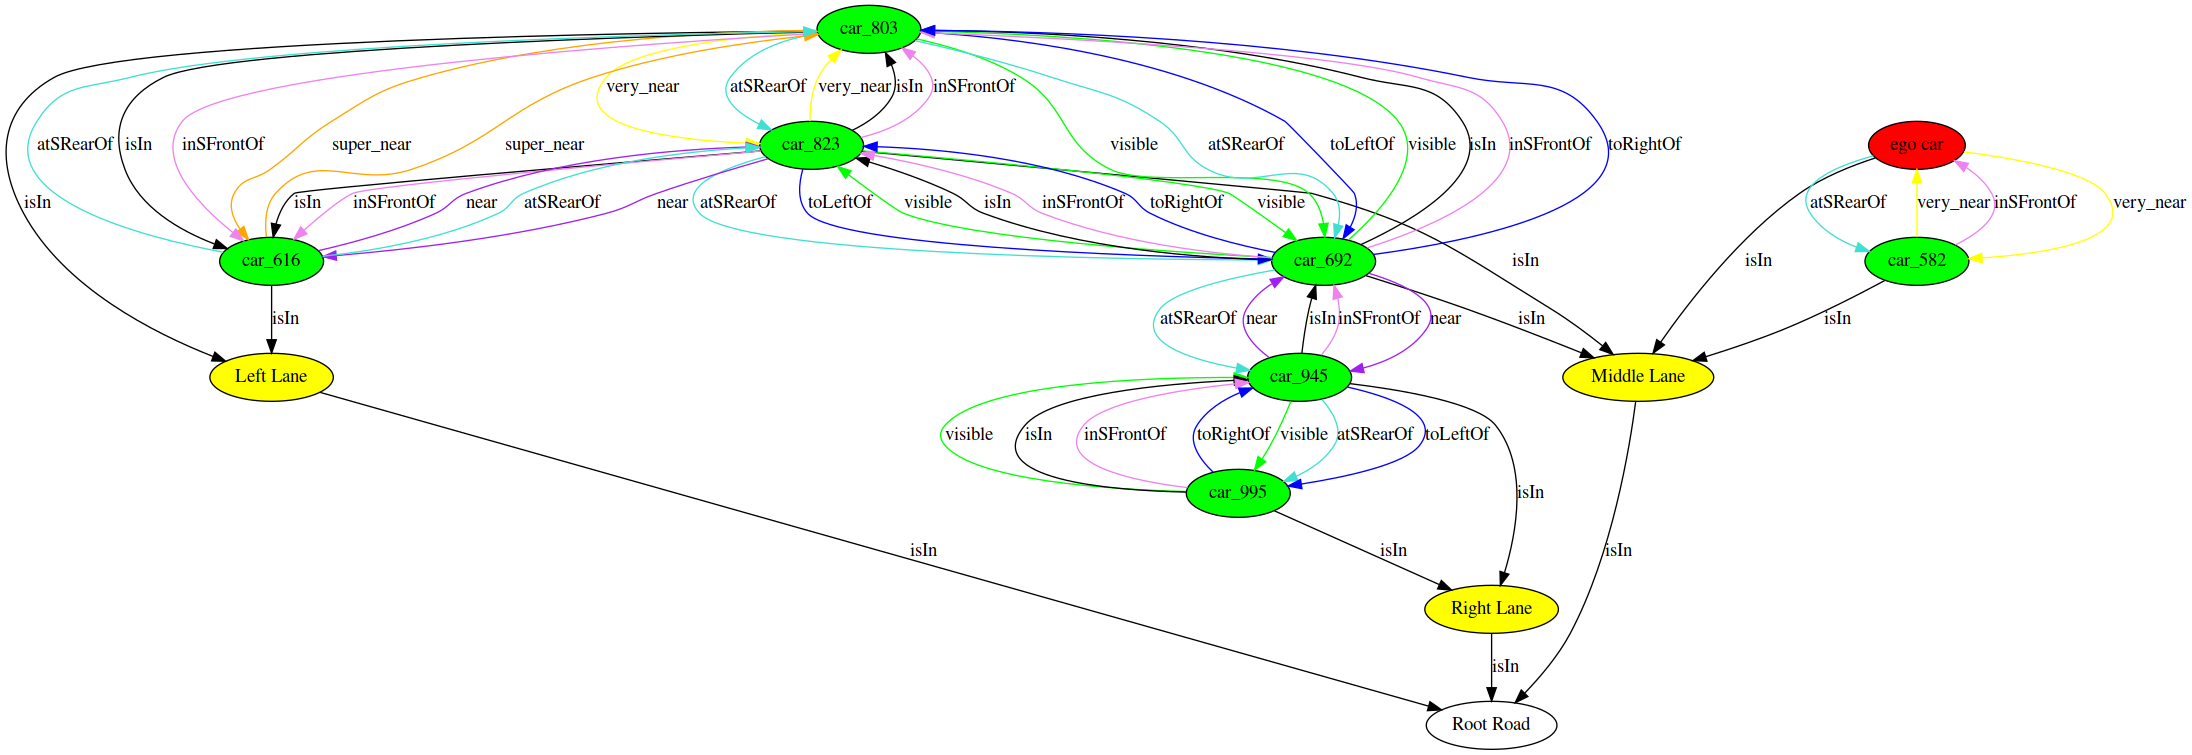 car_803
very_near
atSRearOf
very_near
isIn
inSFrontOf
atSRearOf
isIn
inSFrontOf
super_near
super_near
car_823
visible
atSRearOf
toLeftOf
visible
isIn
inSFrontOf
toRightOf
ego car
isIn
isIn
inSFrontOf
near
atSRearOf
near
atSRearOf
toLeftOf
visible
isIn
inSFrontOf
toRightOf
visible
atSRearOf
very_near
inSFrontOf
very_near
car_616
car_692
isIn
isIn
car_582
isIn
atSRearOf
near
isIn
inSFrontOf
near
isIn
isIn
Left Lane
car_945
Middle Lane
visible
isIn
inSFrontOf
toRightOf
visible
atSRearOf
toLeftOf
car_995
isIn
isIn
isIn
isIn
Right Lane
isIn
Root Road